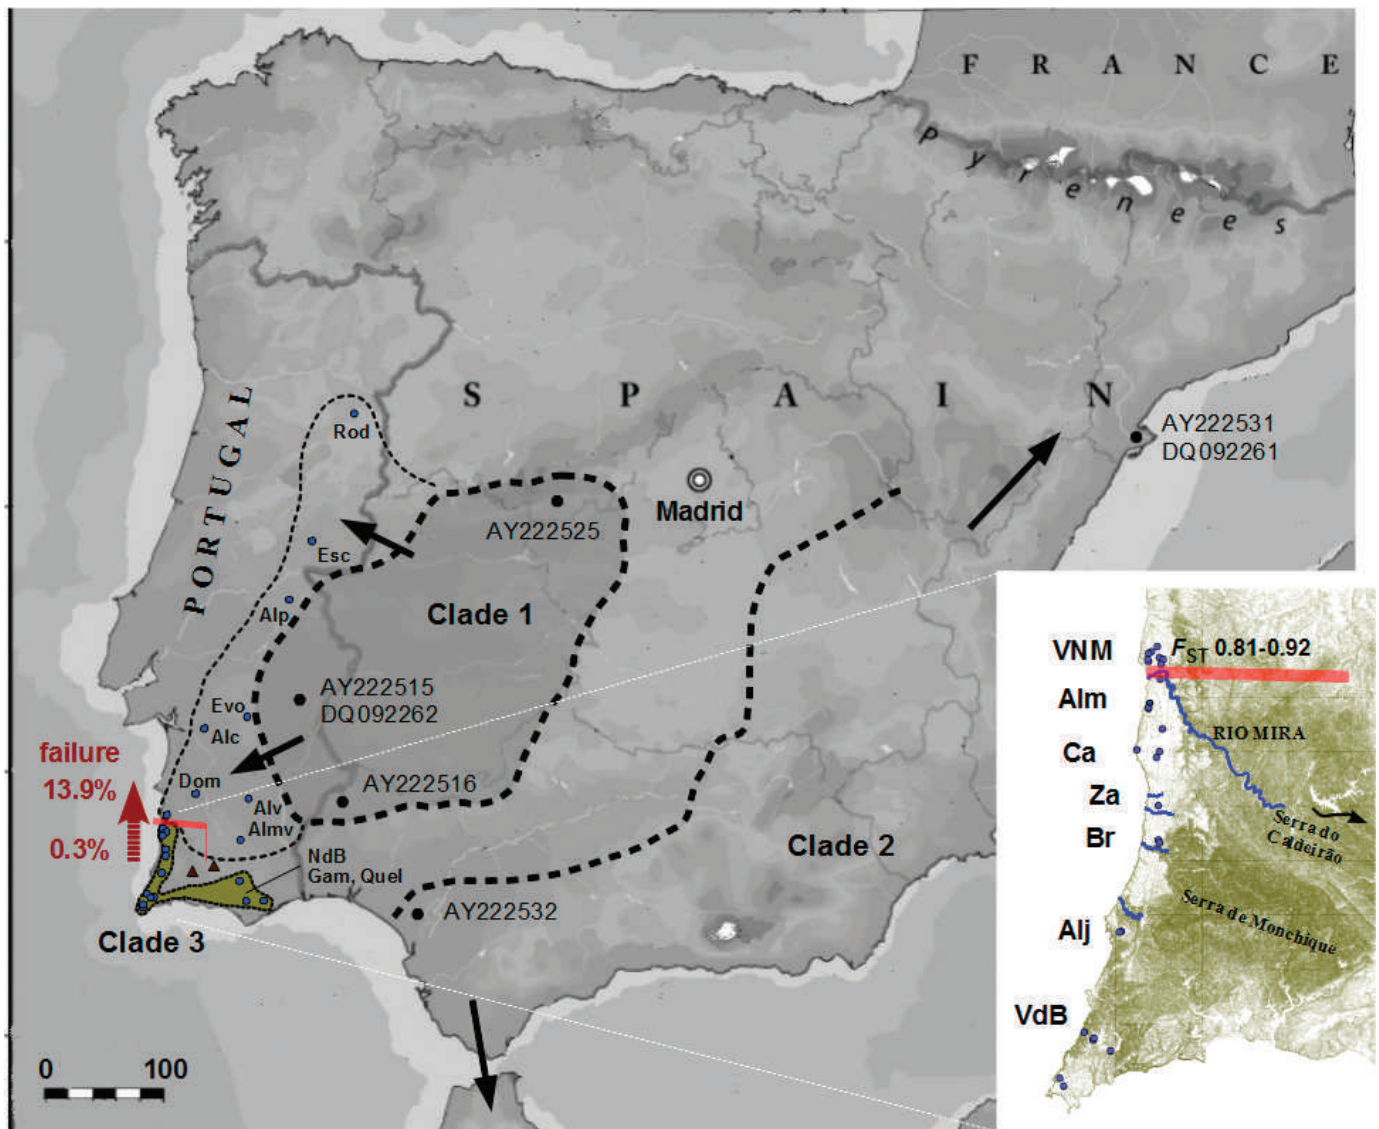 F R A N C E
Pyrenees
S P A I N
PORTUGAL
Rod
AY222531
DQ092261
Madrid
AY222525
Esc
Clade 1
Alp
AY222515
DQ092262
Evo
Alc
failure
13.9%
0.3%
Dom
AY222516
Alv
Almv
NdB
Gam, Quel
Clade 2
AY222532
Clade 3
0 100
VNM
FST 0.81-0.92
Alm
RIO MIRA
Ca
Za
Serra do
Caldeirão
Br
Serra de Monchique
Alj
VdB